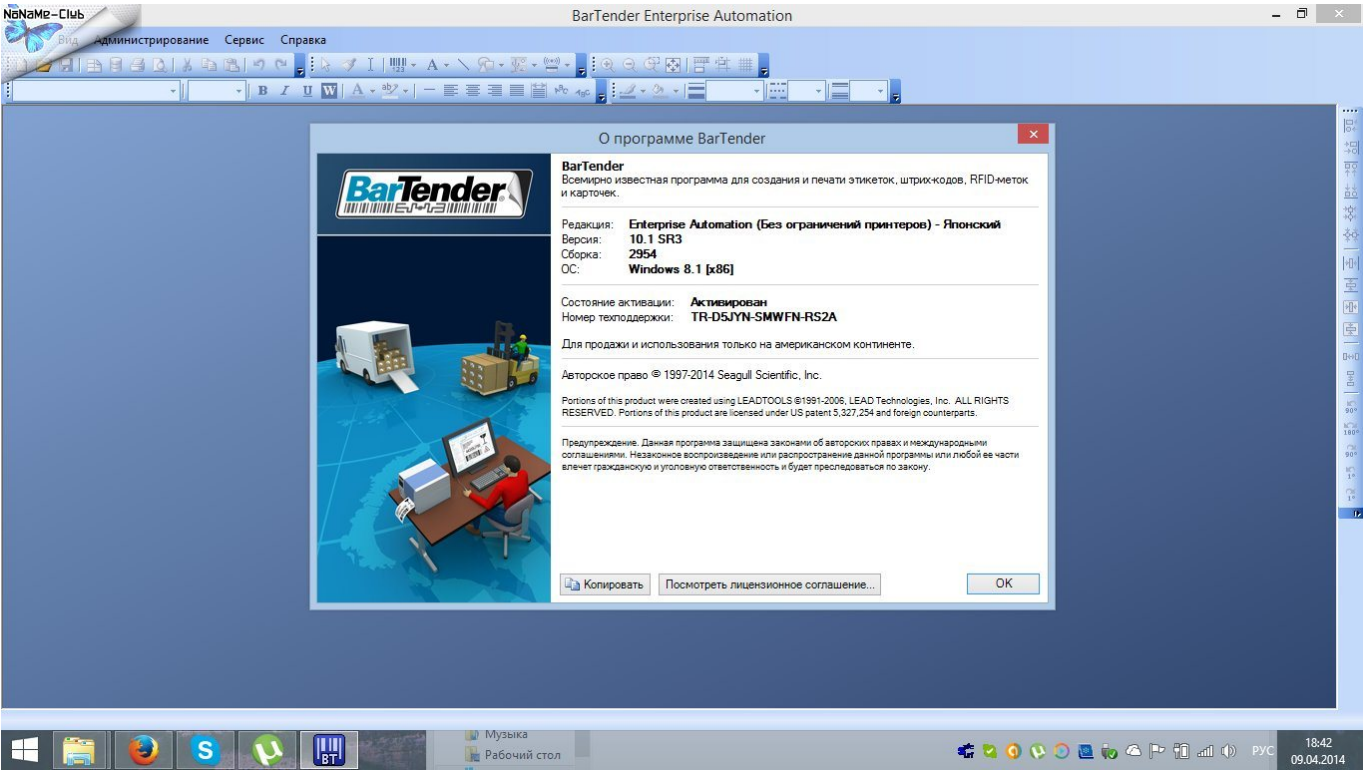 NoNaMe-Club
BarTender Enterprise Automation
Вид Администрирование Сервис Справка
О программе BarTender
BarTender
BarTender
Всемирно известная программа для создания и печати этикеток, штрих-кодов, RFID-меток
и карточек.
Редакция: Enterprise Automation (Без ограничений принтеров) - Японский
Версия: 10.1 SR3
Сборка: 2954
ОС: Windows 8.1 [x86]
Состояние активации: Активирован
Номер техподдержки: TR-D5JYN-SMWFN-RS2A
Для продажи и использования только на американском континенте.
Авторское право © 1997-2014 Seagull Scientific, Inc.
Portions of this product were created using LEADTOOLS ©1991-2006, LEAD Technologies, Inc. ALL RIGHTS
RESERVED. Portions of this product are licensed under US patent 5,327,254 and foreign counterparts.
Предупреждение. Данная программа защищена законами об авторских правах и международными
соглашениями. Незаконное воспроизведение или распространение данной программы или любой ее части
влечет гражданскую и уголовную ответственность и будет преследоваться по закону.
Копировать Посмотреть лицензионное соглашение... OK
90°
180°
90°
1°
1°
Музыка
Рабочий стол
BT
РУС
18:42
09.04.2014